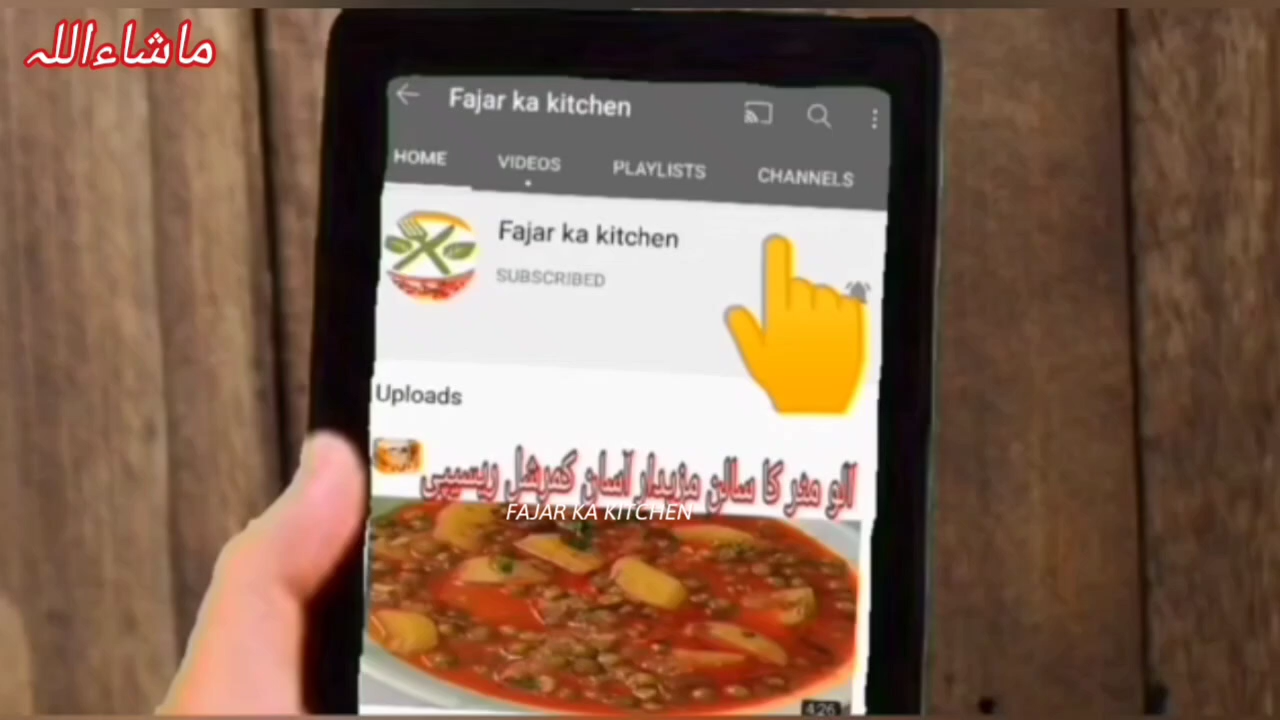 ماشاءاللہ
Fajar ka kitchen
HOME VIDEOS PLAYLISTS CHANNELS
Fajar ka kitchen
SUBSCRIBED
Uploads
آلو مٹر کا سالن مزیدار آسان کمرشل ریسیپی
FAJAR KA KITCHEN
4:26